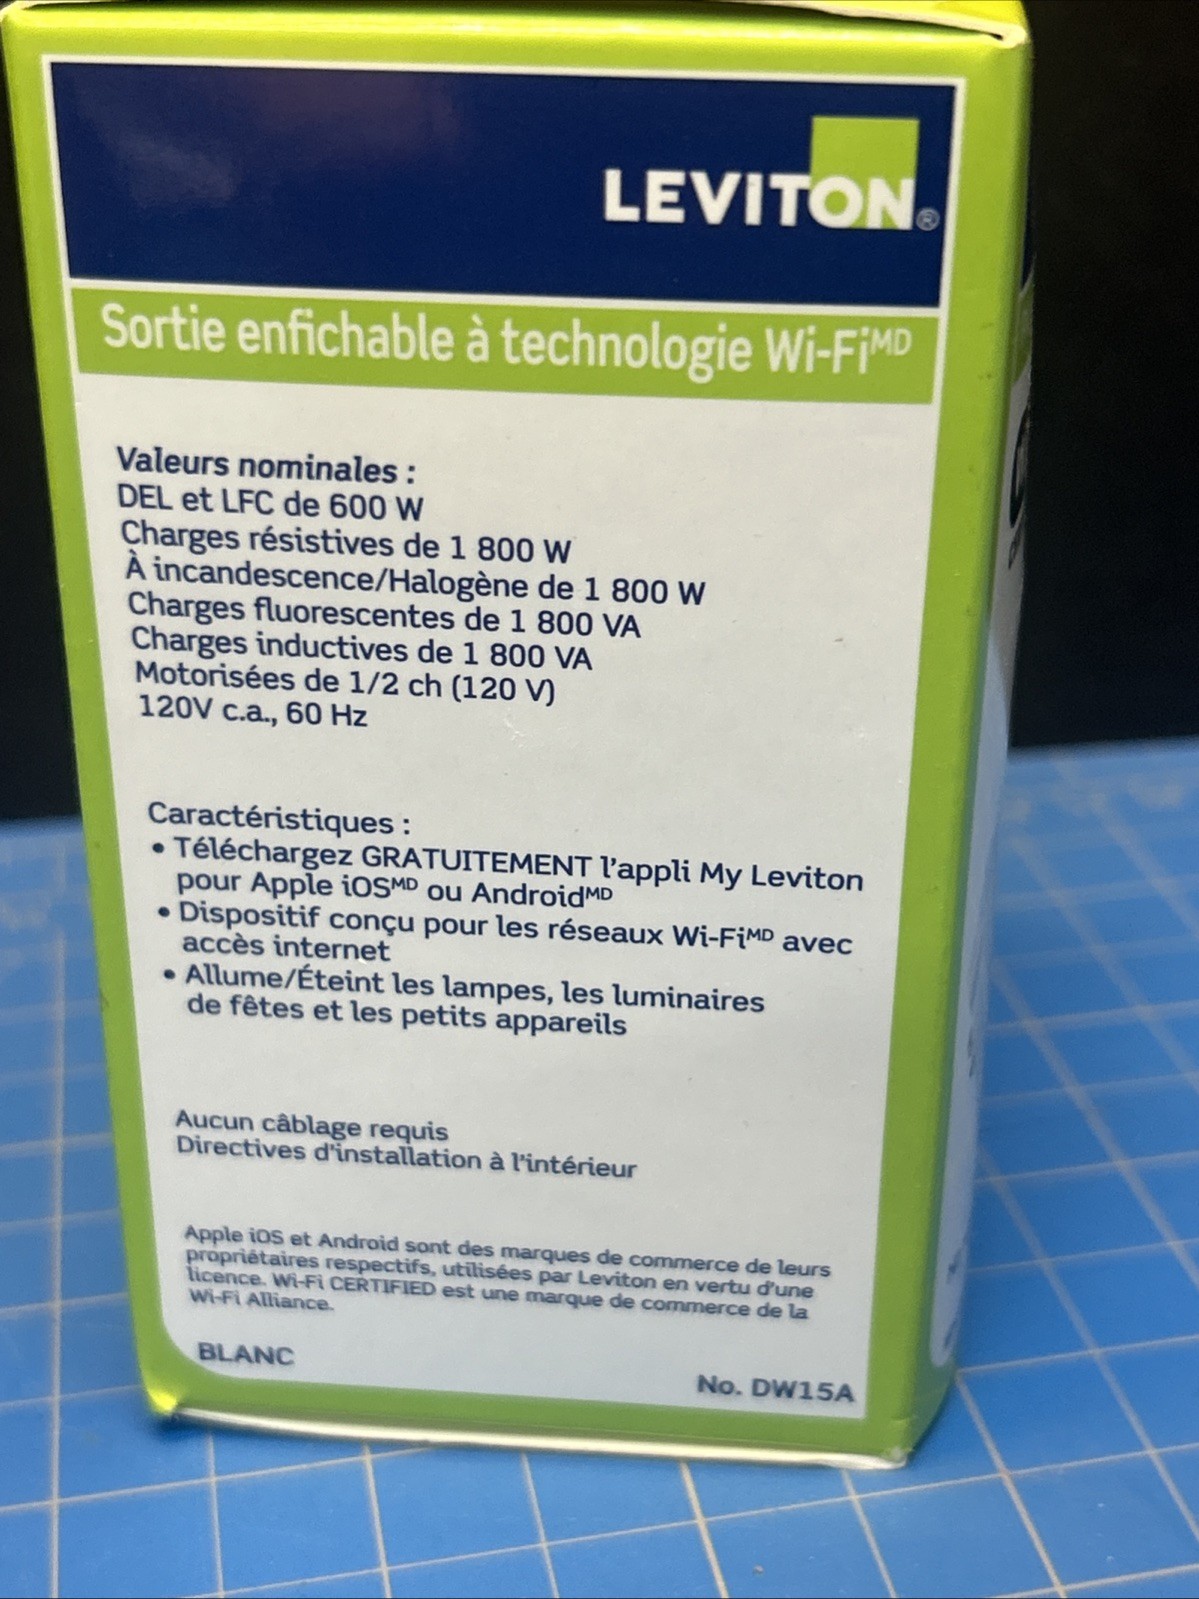 LEVITON®
Sortie enfichable à technologie Wi-Fiᴹᴰ
Valeurs nominales :
DEL et LFC de 600 W
Charges résistives de 1 800 W
À incandescence/Halogène de 1 800 W
Charges fluorescentes de 1 800 VA
Charges inductives de 1 800 VA
Motorisées de 1/2 ch (120 V)
120V c.a., 60 Hz
Caractéristiques :
• Téléchargez GRATUITEMENT l'appli My Leviton
pour Apple iOSᴹᴰ ou Androidᴹᴰ
• Dispositif conçu pour les réseaux Wi-Fiᴹᴰ avec
accès internet
• Allume/Éteint les lampes, les luminaires
de fêtes et les petits appareils
Aucun câblage requis
Directives d'installation à l'intérieur
Apple iOS et Android sont des marques de commerce de leurs
propriétaires respectifs, utilisées par Leviton en vertu d'une
licence. Wi-Fi CERTIFIED est une marque de commerce de la
Wi-Fi Alliance.
BLANC
No. DW15A